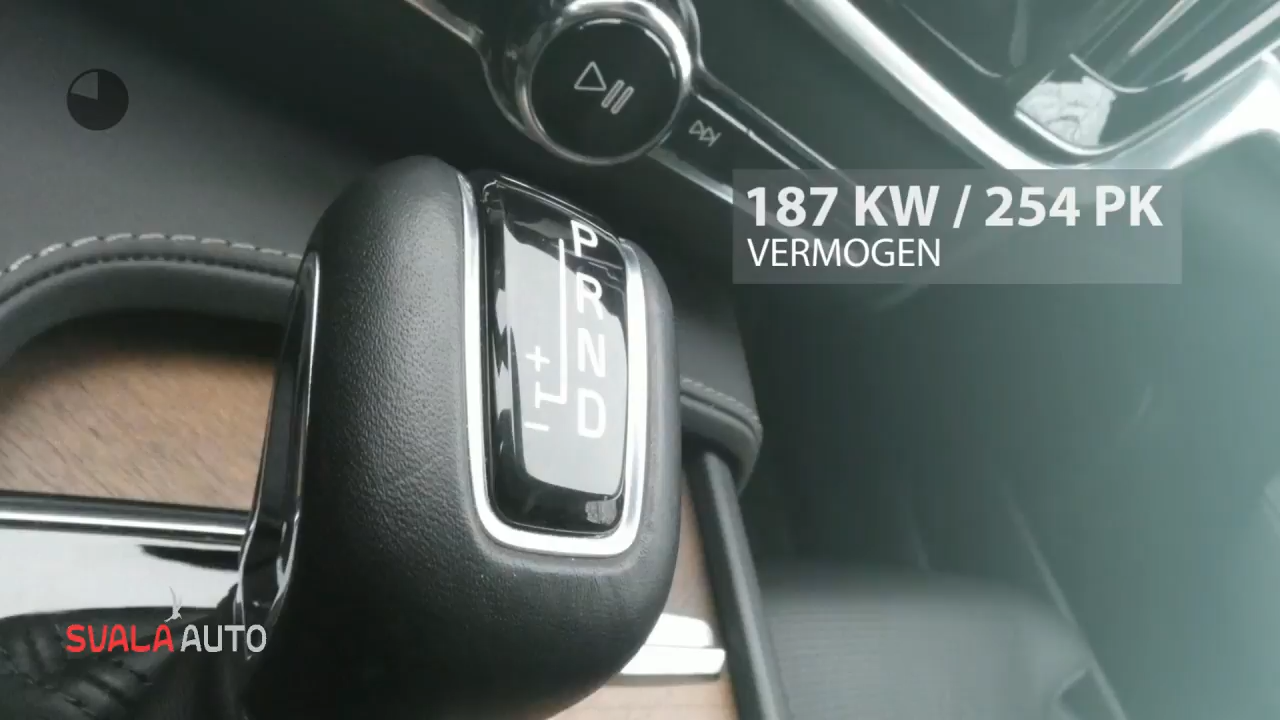 187 KW / 254 PK
VERMOGEN
P
R
N
D
+
−
SVALA AUTO